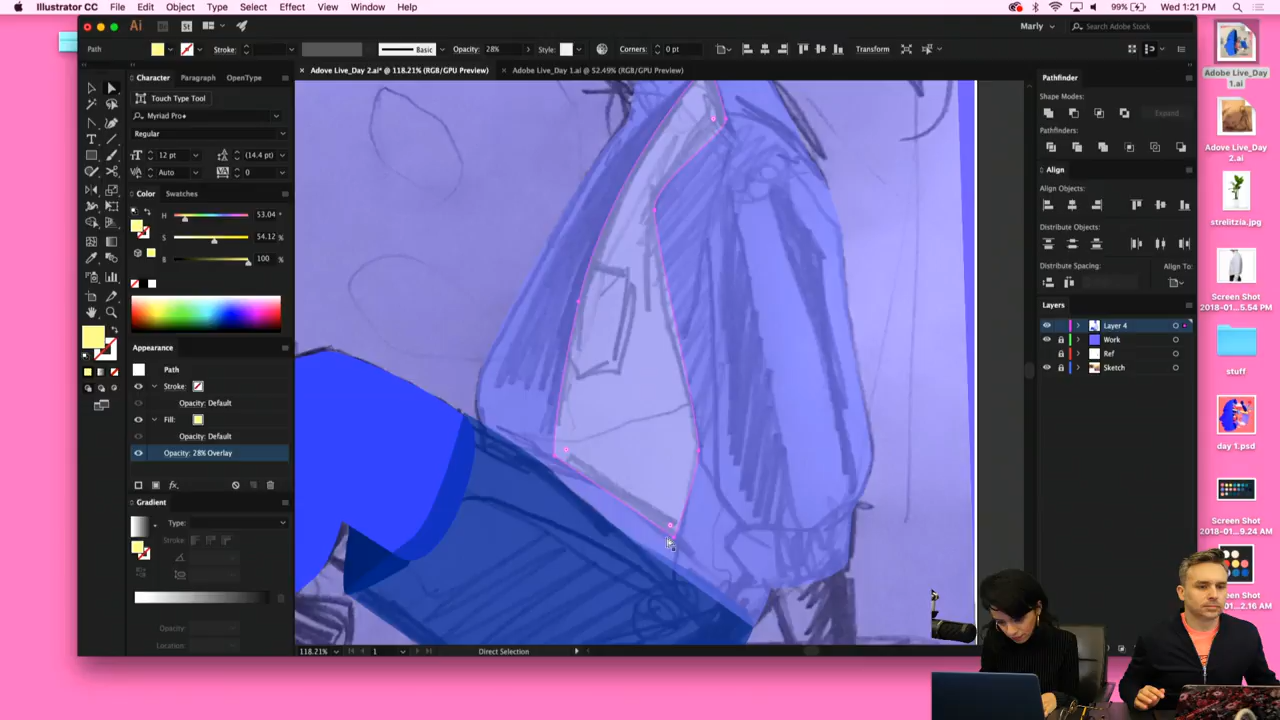 Illustrator CC File Edit Object Type Select Effect View Window Help
99% Wed 1:21 PM
Ai Br St Marly Search Adobe Stock
Path Stroke: Basic Opacity: 28% Style: Corners: 0 pt Transform
× Adove Live_Day 2.ai* @ 118.21% (RGB/GPU Preview) × Adobe Live_Day 1.ai @ 52.49% (RGB/GPU Preview)
Character Paragraph OpenType
Touch Type Tool
Myriad Pro
Regular
12 pt (14.4 pt)
Auto 0
Color Swatches
H 53.04 °
S 54.12 %
B 100
Appearance
Path
Stroke:
Opacity: Default
Fill:
Opacity: Default
Opacity: 28% Overlay
fx
Gradient
Type:
Stroke:
Opacity:
Location:
118.21% 1 Direct Selection
Pathfinder
Shape Modes:
Expand
Pathfinders:
Align
Align Objects:
Distribute Objects:
Distribute Spacing: Align To:
Layers
Layer 4
Work
Ref
Sketch
Adobe Live_Day
1.ai
Adove Live_Day
2.ai
strelitzia.jpg
Screen Shot
2018-01...5.54 PM
stuff
day 1.psd
Screen Shot
2018-01...9.24 AM
Screen Shot
2018-01...2.16 AM